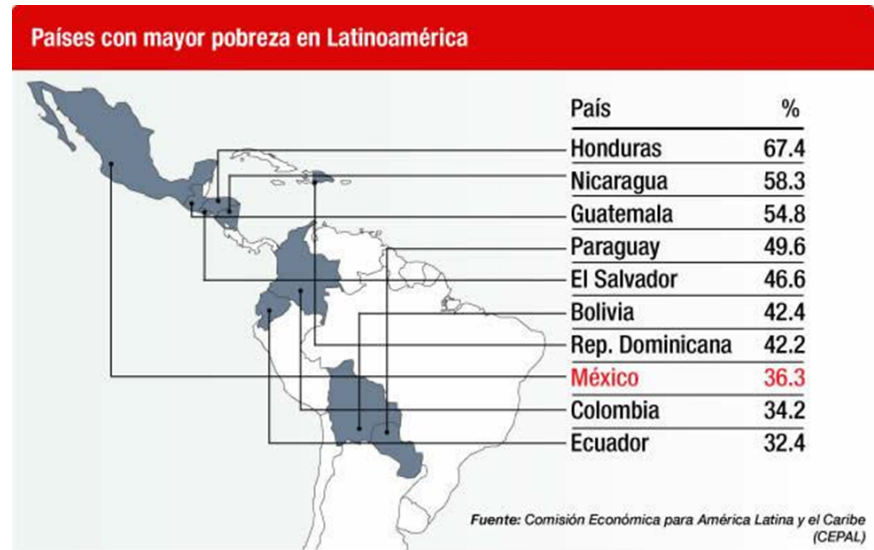 Países con mayor pobreza en Latinoamérica
País %
Honduras 67.4
Nicaragua 58.3
Guatemala 54.8
Paraguay 49.6
El Salvador 46.6
Bolivia 42.4
Rep. Dominicana 42.2
México 36.3
Colombia 34.2
Ecuador 32.4
Fuente: Comisión Económica para América Latina y el Caribe
(CEPAL)